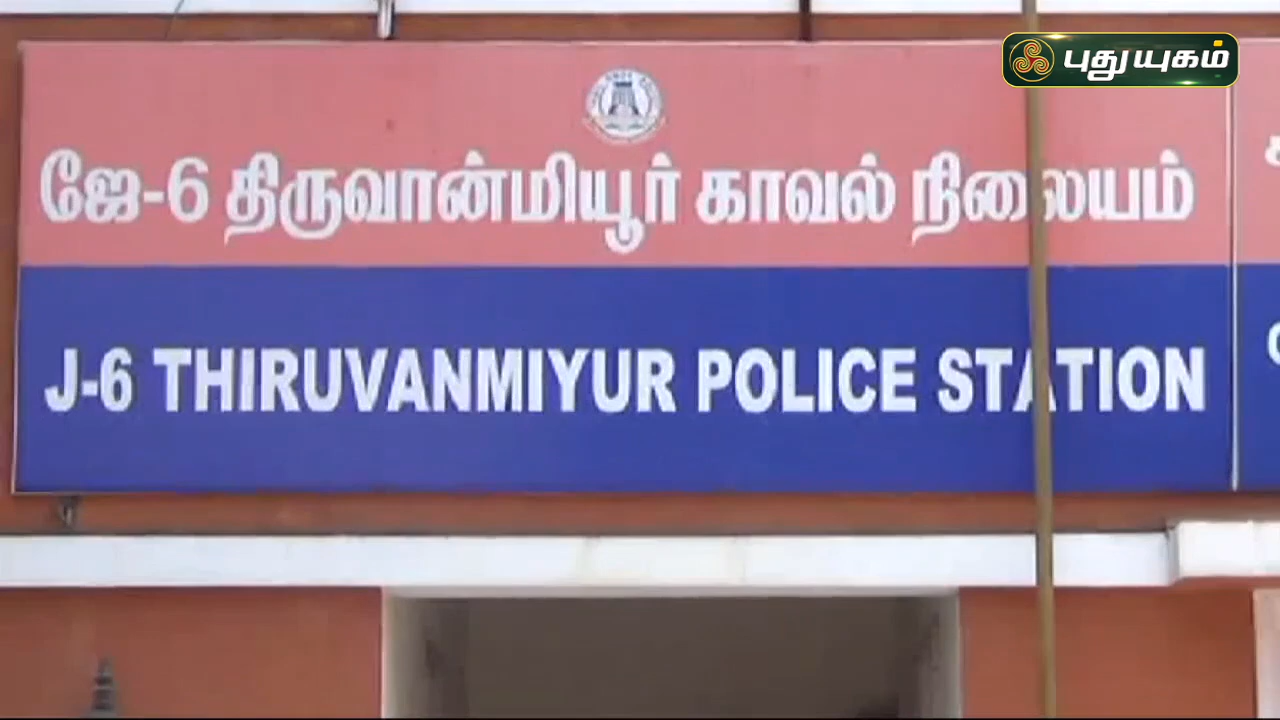 புதுயுகம்
ஜே-6 திருவான்மியூர் காவல் நிலையம்
J-6 THIRUVANMIYUR POLICE STATION